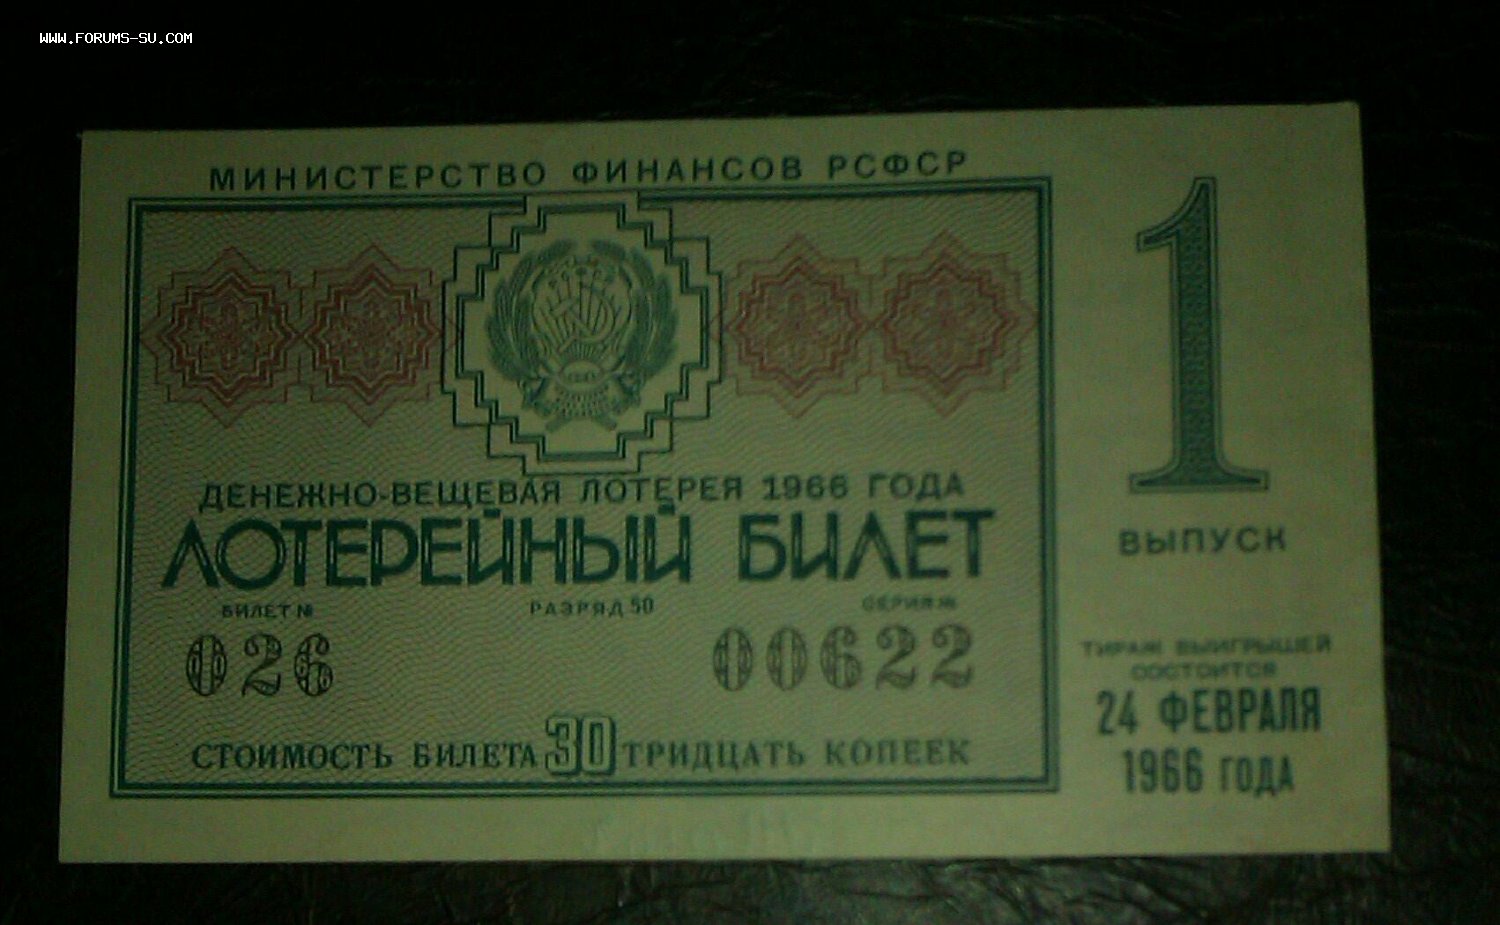 WWW.FORUMS-SU.COM
МИНИСТЕРСТВО ФИНАНСОВ РСФСР
ДЕНЕЖНО-ВЕЩЕВАЯ ЛОТЕРЕЯ 1966 ГОДА
ЛОТЕРЕЙНЫЙ БИЛЕТ
БИЛЕТ № РАЗРЯД 50 СЕРИЯ №
026 00622
СТОИМОСТЬ БИЛЕТА 30 ТРИДЦАТЬ КОПЕЕК
1
ВЫПУСК
ТИРАЖ ВЫИГРЫШЕЙ
СОСТОИТСЯ
24 ФЕВРАЛЯ
1966 ГОДА